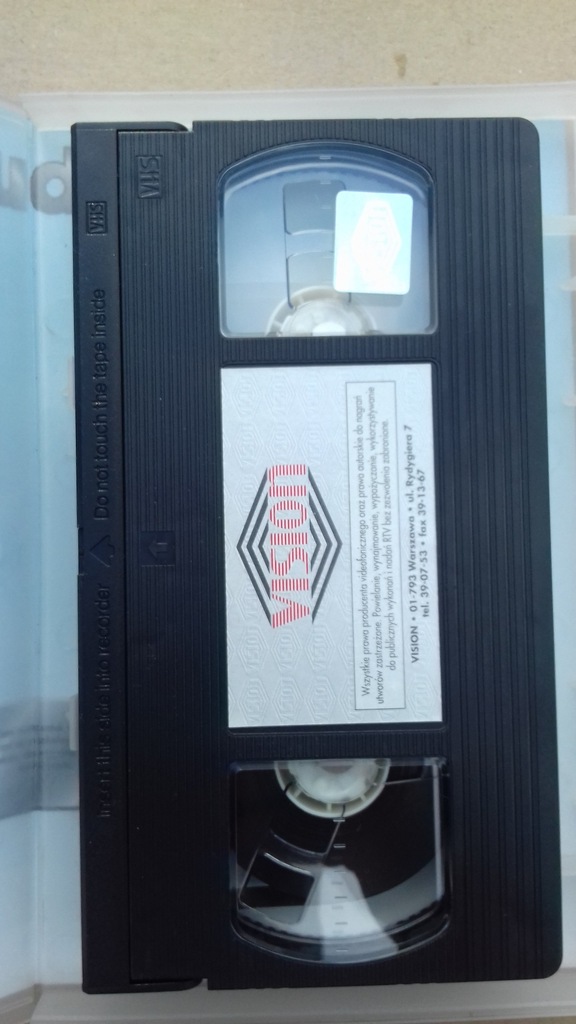 VHS
VHS
Do not touch the tape inside
Insert this side into recorder
VISION
Wszystkie prawa producenta videofonicznego oraz prawa autorskie do nagrań
utworów zastrzeżone. Powielanie, wynajmowanie, wypożyczanie, wykorzystywanie
do publicznych wykonań i nadań RTV bez zezwolenia zabronione.
VISION • 01-793 Warszawa • ul. Rydygiera 7
tel. 39-07-53 • fax 39-13-67